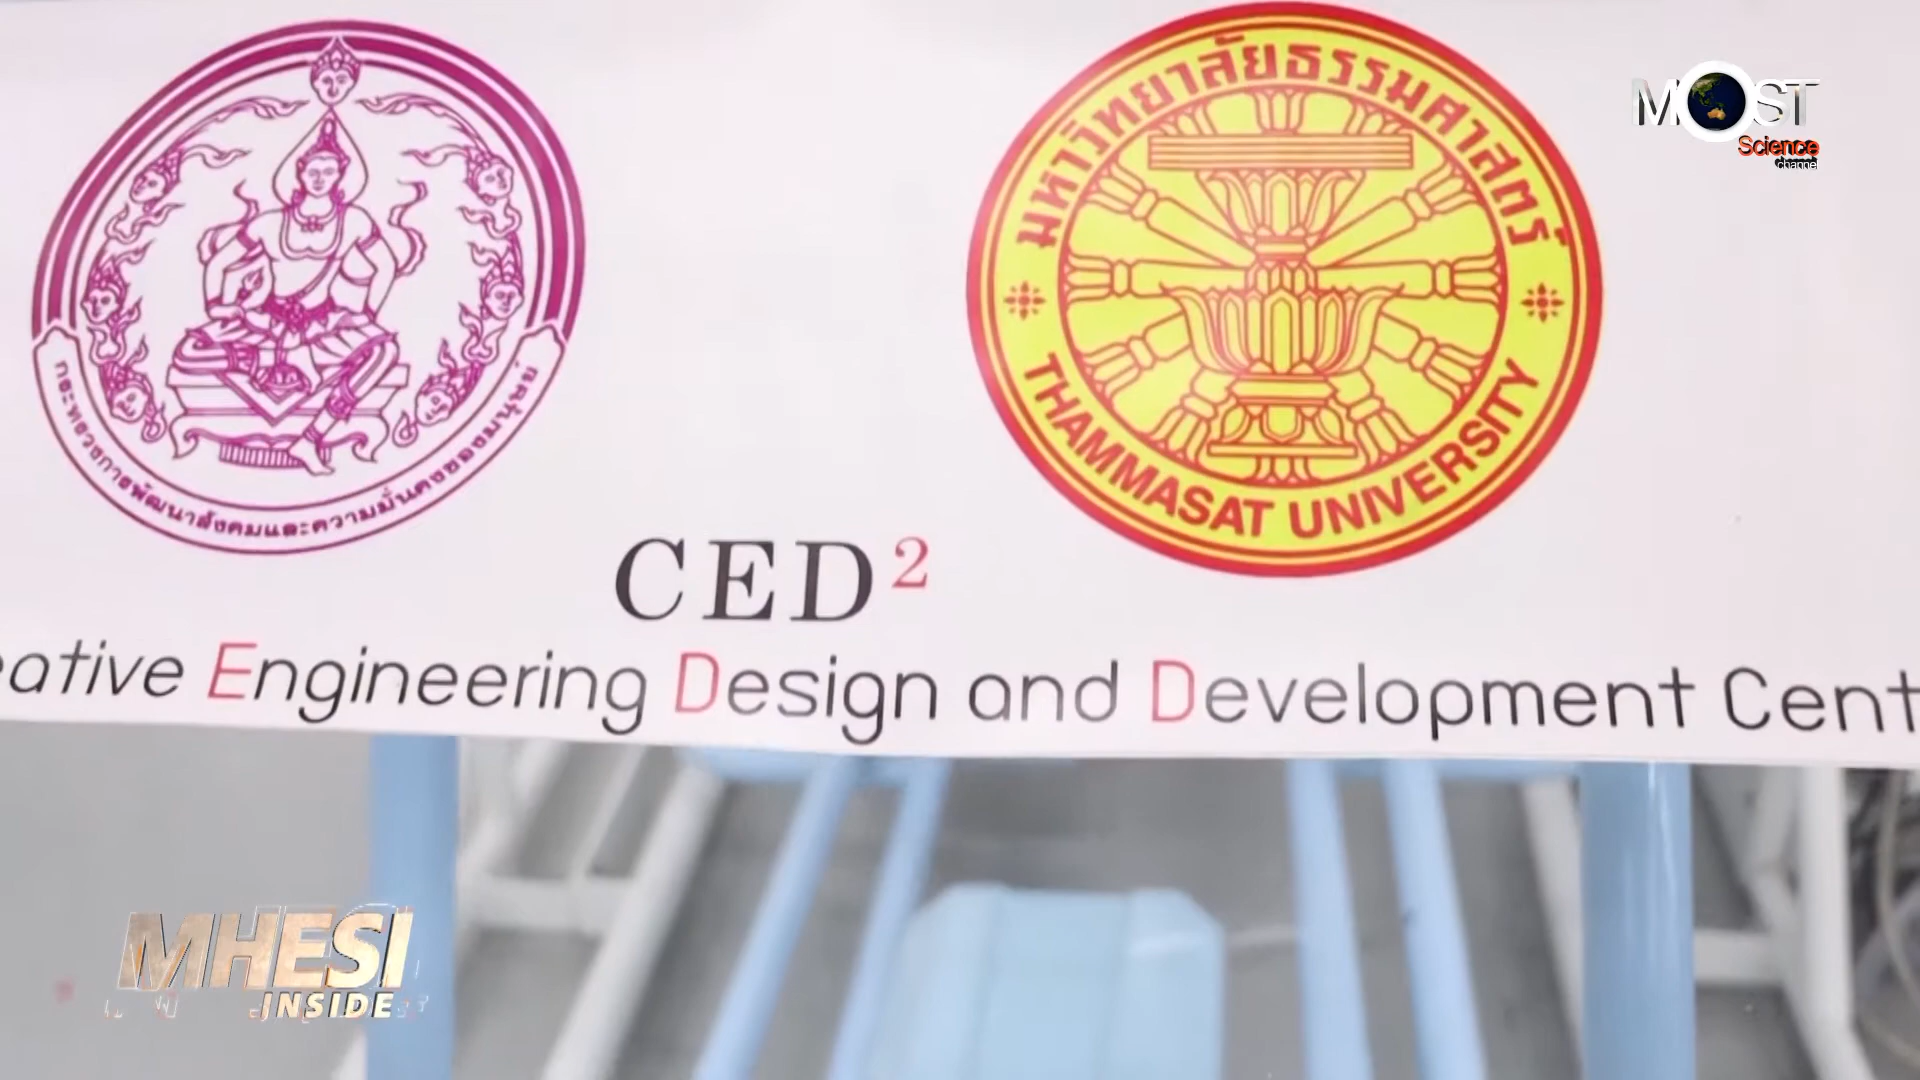 มหาวิทยาลัยธรรมศาสตร์
THAMMASAT UNIVERSITY
กระทรวงการพัฒนาสังคมและความมั่นคงของมนุษย์
MOST
Science
channel
CED²
eative Engineering Design and Development Cent
MHESI
INSIDE